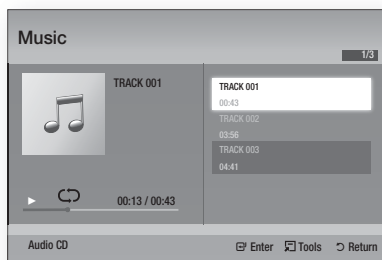 Music
1/3
TRACK 001
00:13 / 00:43
TRACK 001
00:43
TRACK 002
03:56
TRACK 003
04:41
Audio CD
Enter Tools Return